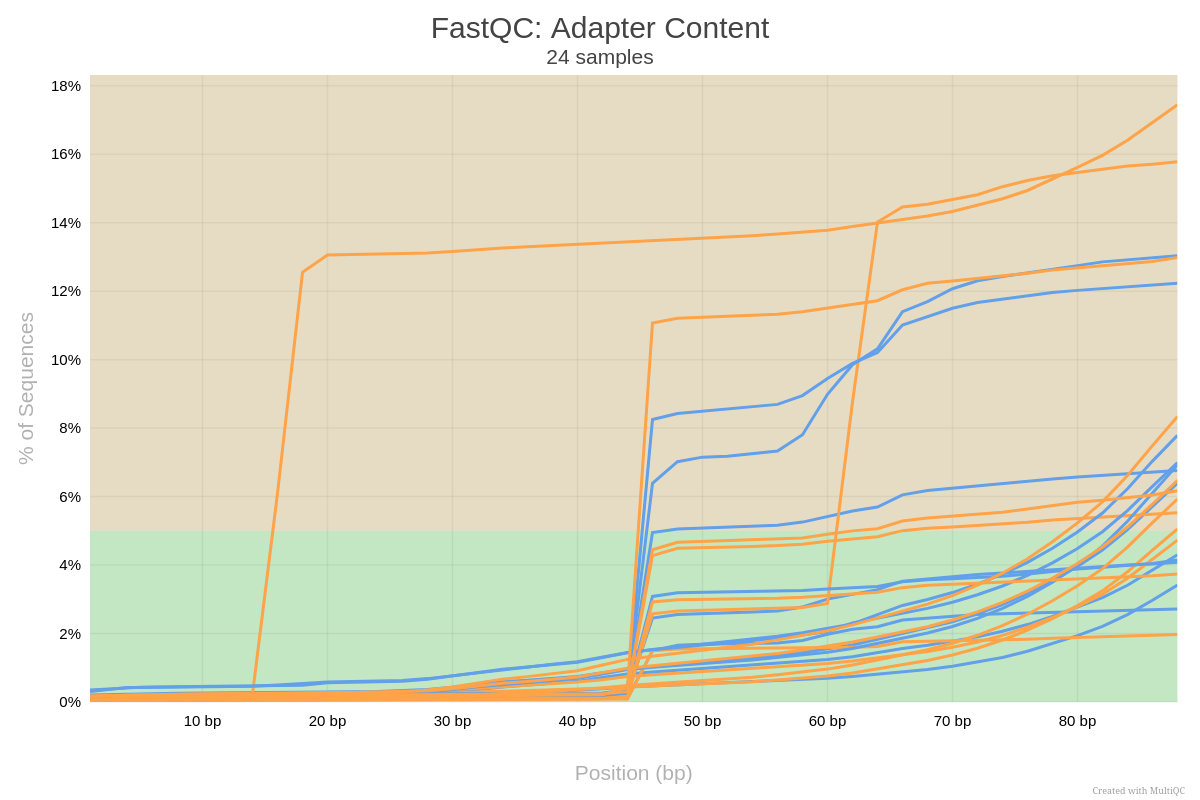 FastQC: Adapter Content
24 samples
18%
16%
14%
12%
10%
8%
6%
4%
2%
0%
% of Sequences
10 bp
20 bp
30 bp
40 bp
50 bp
60 bp
70 bp
80 bp
Position (bp)
Created with MultiQC